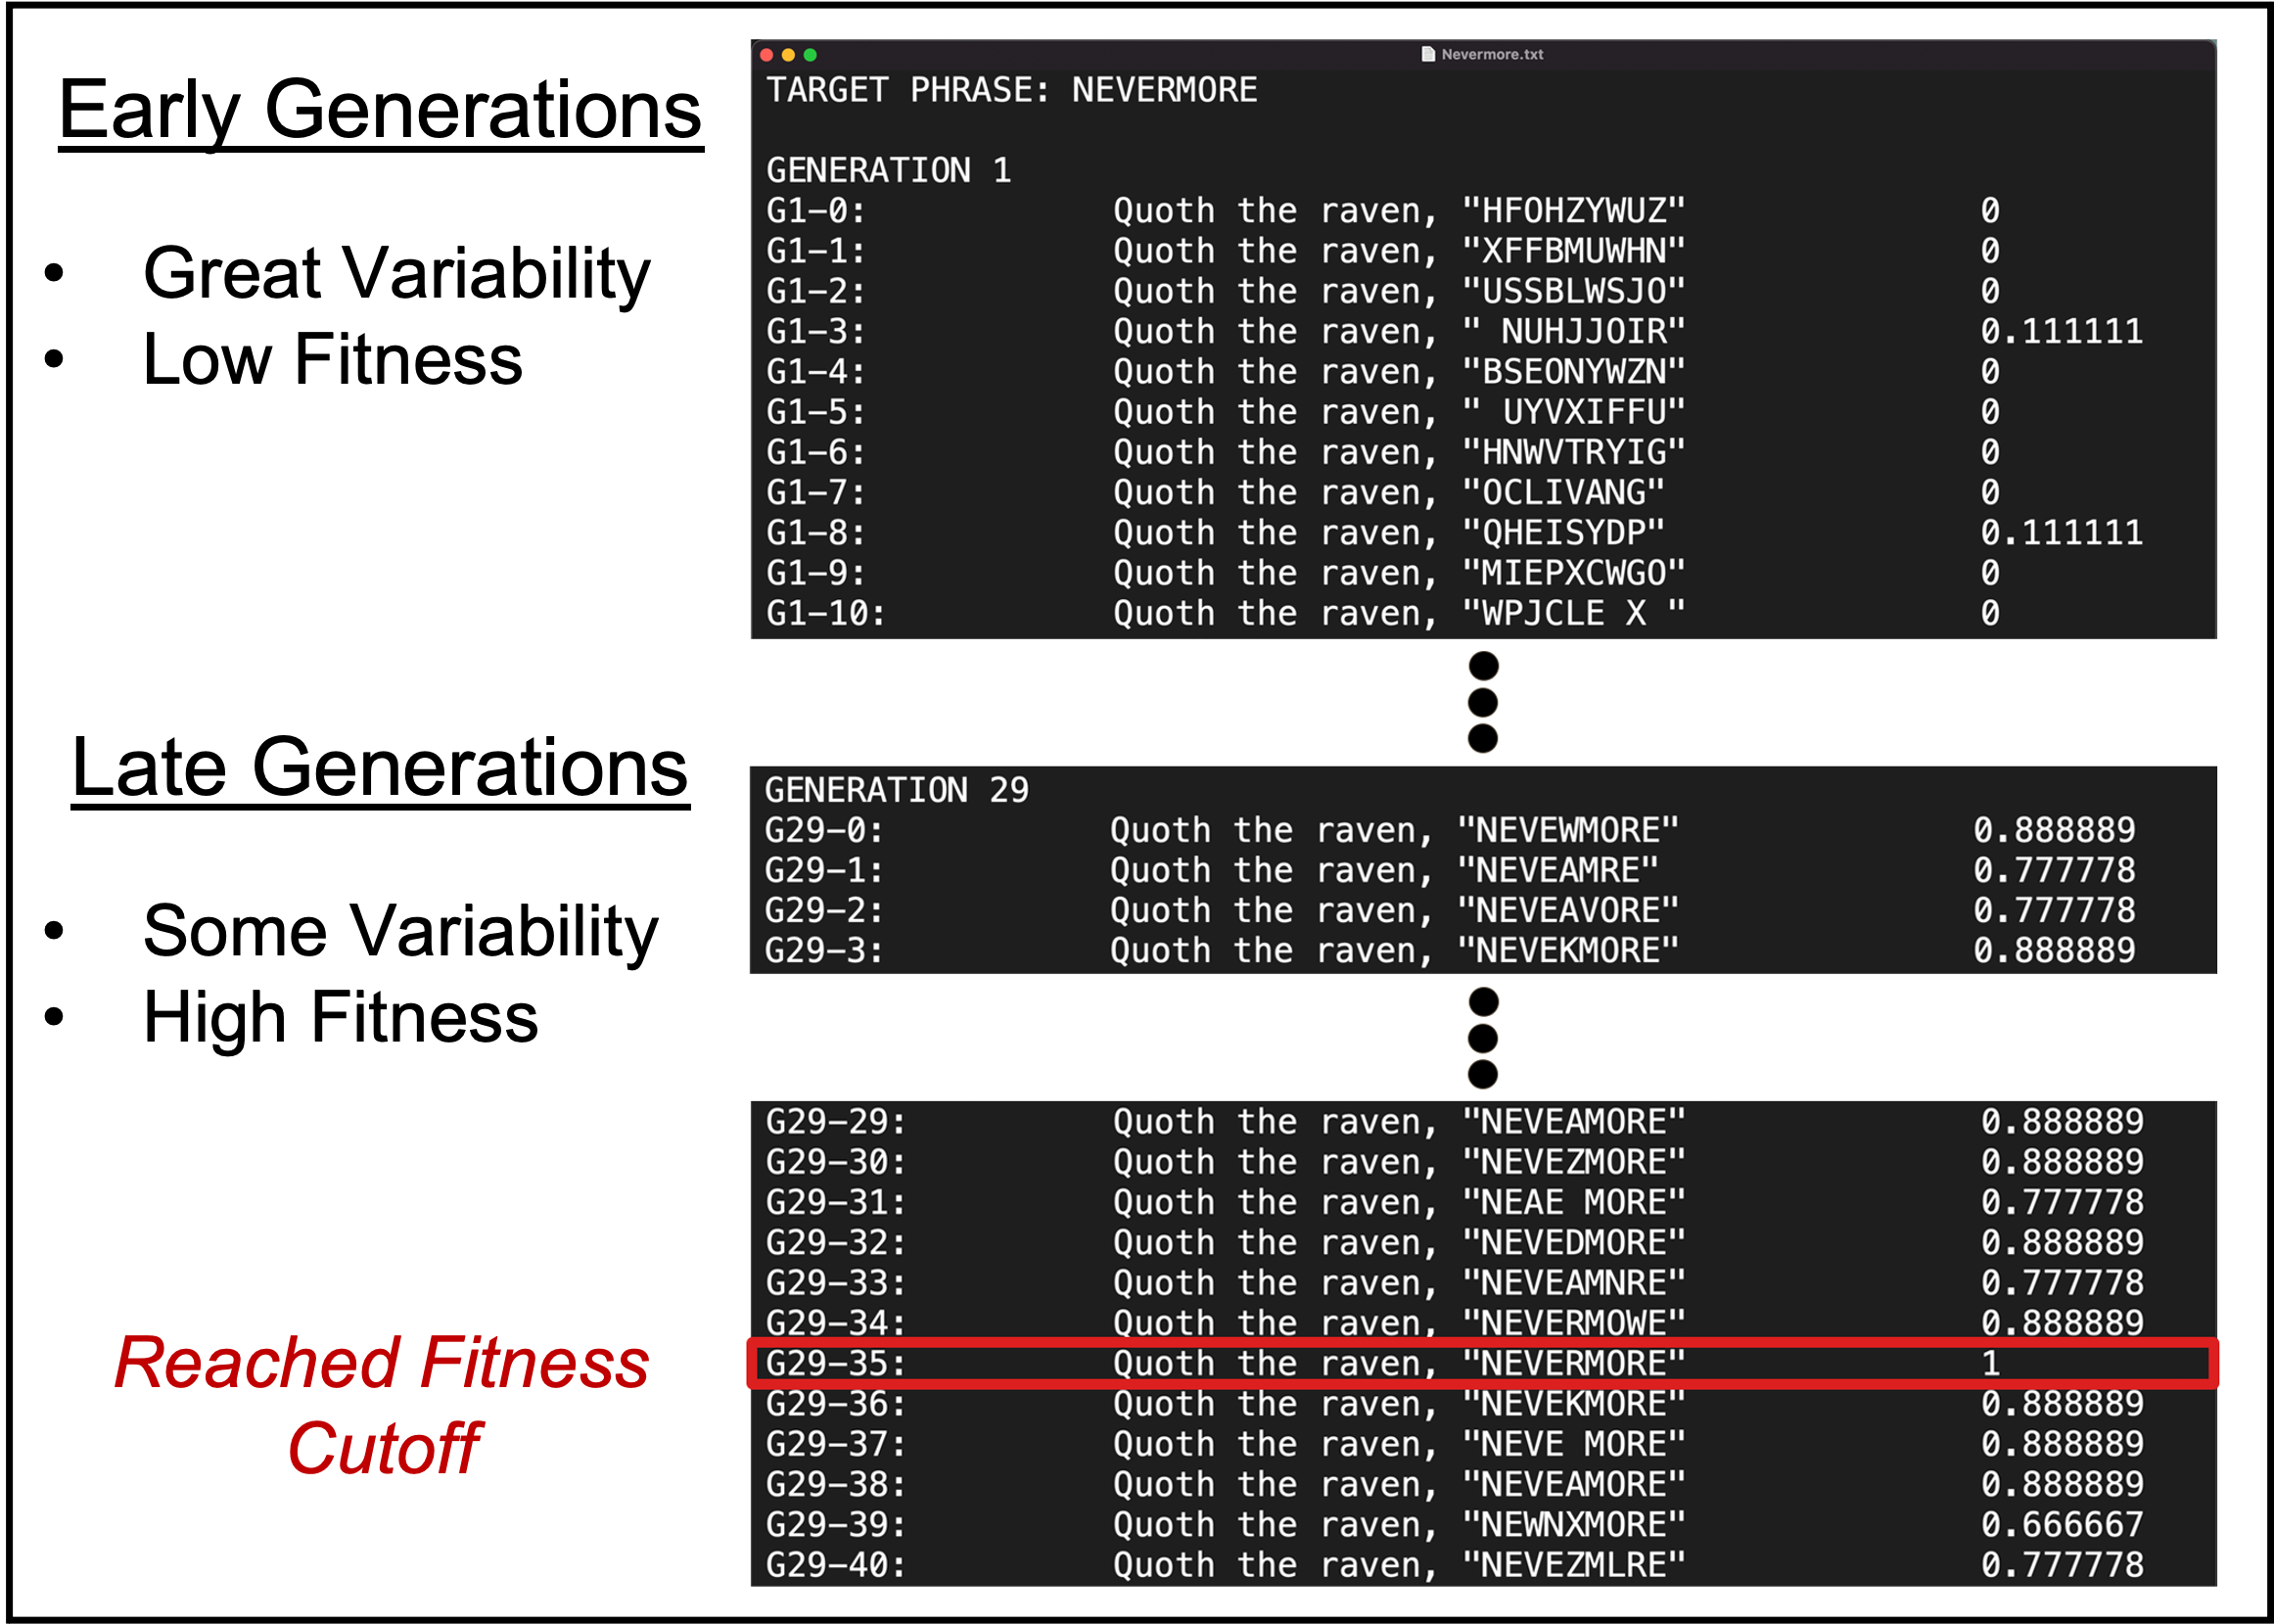 Early Generations
• Great Variability
• Low Fitness
Nevermore.txt
TARGET PHRASE: NEVERMORE
GENERATION 1
G1-0: Quoth the raven, "HFOHZYWUZ" 0
G1-1: Quoth the raven, "XFFBMUWHN" 0
G1-2: Quoth the raven, "USSBLWSJO" 0
G1-3: Quoth the raven, " NUHJJOIR" 0.111111
G1-4: Quoth the raven, "BSEONYWZN" 0
G1-5: Quoth the raven, " UYVXIFFU" 0
G1-6: Quoth the raven, "HNWVTRYIG" 0
G1-7: Quoth the raven, "OCLIVANG" 0
G1-8: Quoth the raven, "QHEISYDP" 0.111111
G1-9: Quoth the raven, "MIEPXCWGO" 0
G1-10: Quoth the raven, "WPJCLE X " 0
Late Generations
• Some Variability
• High Fitness
GENERATION 29
G29-0: Quoth the raven, "NEVEWMORE" 0.888889
G29-1: Quoth the raven, "NEVEAMRE" 0.777778
G29-2: Quoth the raven, "NEVEAVORE" 0.777778
G29-3: Quoth the raven, "NEVEKMORE" 0.888889
Reached Fitness
Cutoff
G29-29: Quoth the raven, "NEVEAMORE" 0.888889
G29-30: Quoth the raven, "NEVEZMORE" 0.888889
G29-31: Quoth the raven, "NEAE MORE" 0.777778
G29-32: Quoth the raven, "NEVEDMORE" 0.888889
G29-33: Quoth the raven, "NEVEAMNRE" 0.777778
G29-34: Quoth the raven, "NEVERMOWE" 0.888889
G29-35: Quoth the raven, "NEVERMORE" 1
G29-36: Quoth the raven, "NEVEKMORE" 0.888889
G29-37: Quoth the raven, "NEVE MORE" 0.888889
G29-38: Quoth the raven, "NEVEAMORE" 0.888889
G29-39: Quoth the raven, "NEWNXMORE" 0.666667
G29-40: Quoth the raven, "NEVEZMLRE" 0.777778